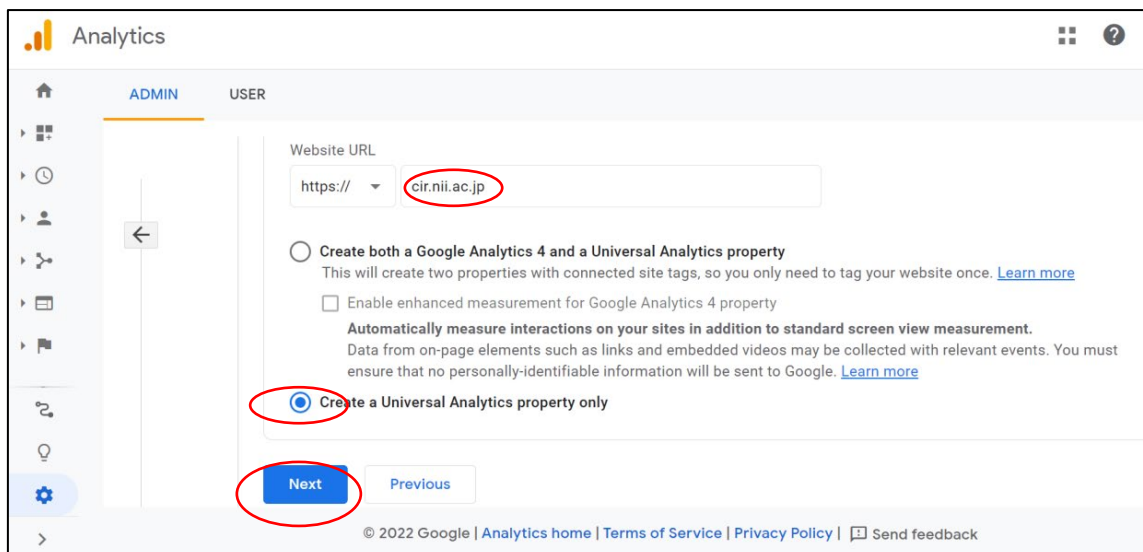 Analytics
ADMIN USER
Website URL
https:// cir.nii.ac.jp
Create both a Google Analytics 4 and a Universal Analytics property
This will create two properties with connected site tags, so you only need to tag your website once. Learn more
Enable enhanced measurement for Google Analytics 4 property
Automatically measure interactions on your sites in addition to standard screen view measurement.
Data from on-page elements such as links and embedded videos may be collected with relevant events. You must
ensure that no personally-identifiable information will be sent to Google. Learn more
Create a Universal Analytics property only
Next Previous
© 2022 Google | Analytics home | Terms of Service | Privacy Policy | Send feedback